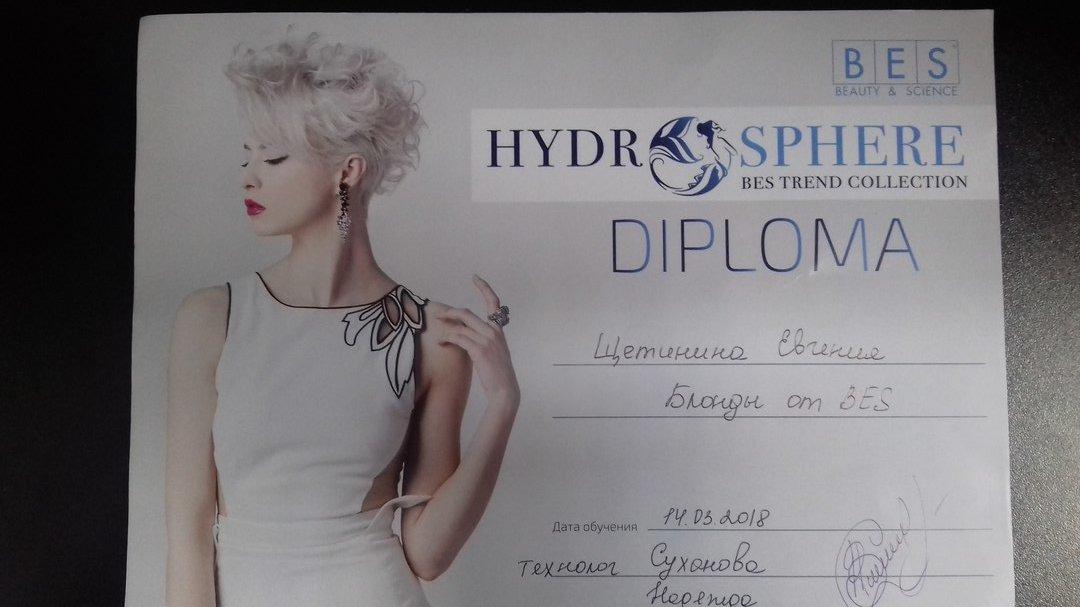 BES
BEAUTY & SCIENCE
HYDROSPHERE
BES TREND COLLECTION
DIPLOMA
Щетинина Евгения
Блонды от BES
Дата обучения 14.03.2018
технолог Суханова
Надежда